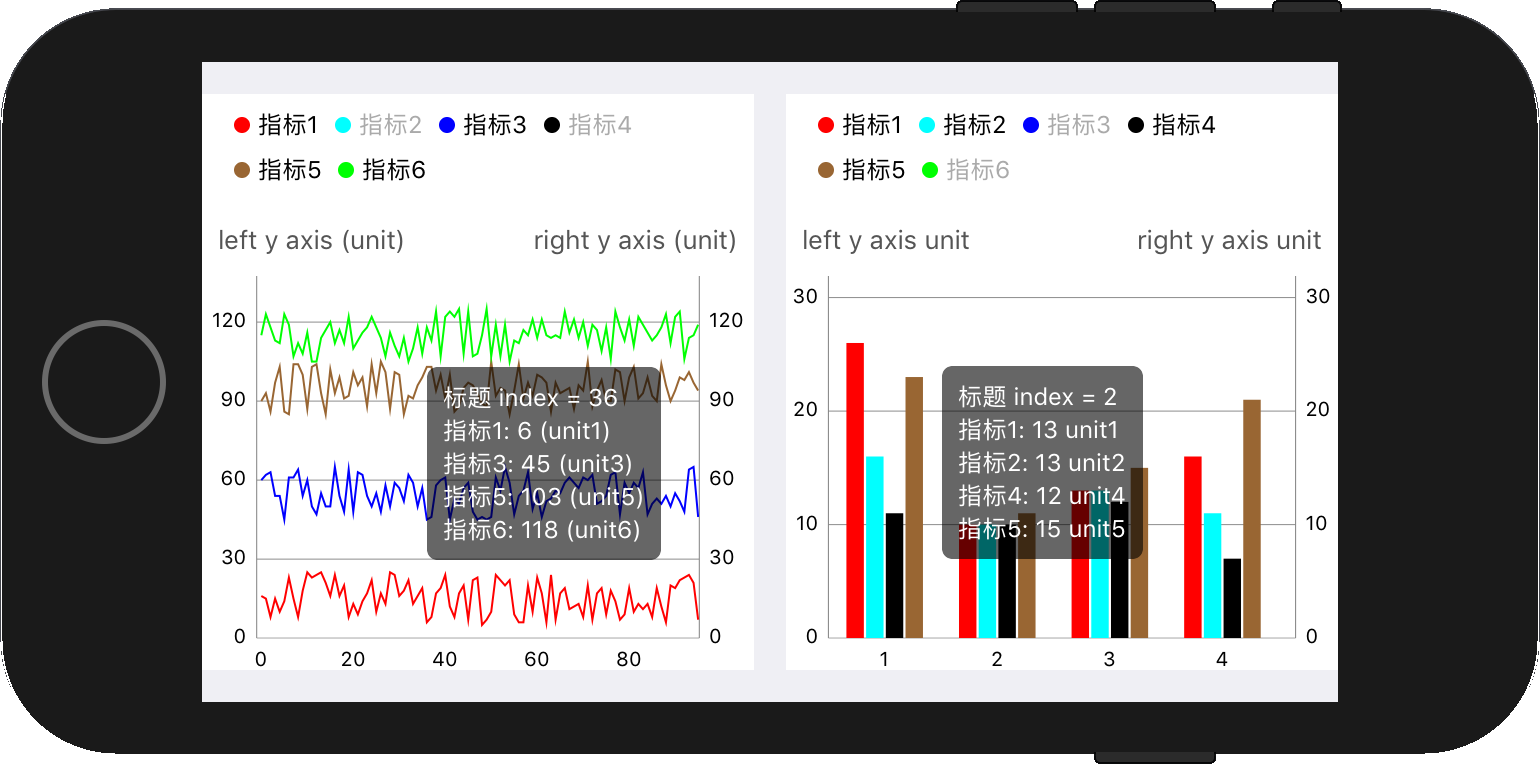 指标1 指标2 指标3 指标4
指标5 指标6
left y axis (unit) right y axis (unit)
120 120
90 90
60 60
30 30
0 0
0 20 40 60 80
标题 index = 36
指标1: 6 (unit1)
指标3: 45 (unit3)
指标5: 103 (unit5)
指标6: 118 (unit6)
指标1 指标2 指标3 指标4
指标5 指标6
left y axis unit right y axis unit
30 30
20 20
10 10
0 0
1 2 3 4
标题 index = 2
指标1: 13 unit1
指标2: 13 unit2
指标4: 12 unit4
指标5: 15 unit5